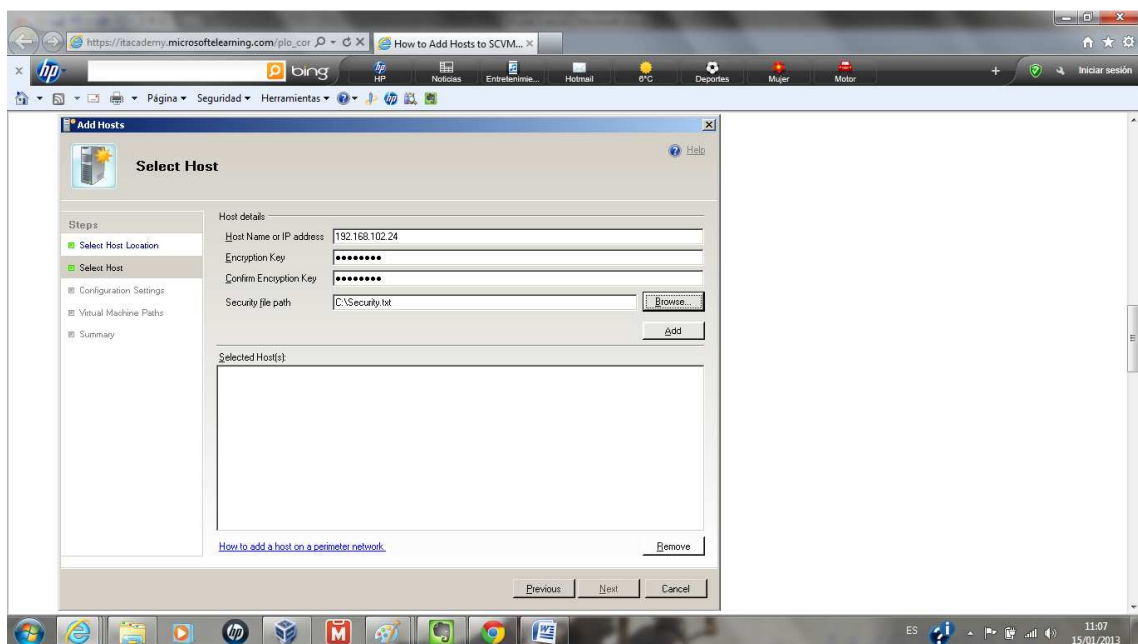 https://itacademy.microsoftelearning.com/plo_cor
How to Add Hosts to SCVM...
hp
bing
HP
Noticias
Entretenimie...
Hotmail
6°C
Deportes
Mujer
Motor
Iniciar sesión
Página
Seguridad
Herramientas
Add Hosts
Select Host
Help
Steps
Select Host Location
Select Host
Configuration Settings
Virtual Machine Paths
Summary
Host details
Host Name or IP address 192.168.102.24
Encryption Key ●●●●●●●●
Confirm Encryption Key ●●●●●●●●
Security file path C:\Security.txt Browse...
Add
Selected Host(s):
How to add a host on a perimeter network. Remove
Previous Next Cancel
ES
11:07
15/01/2013